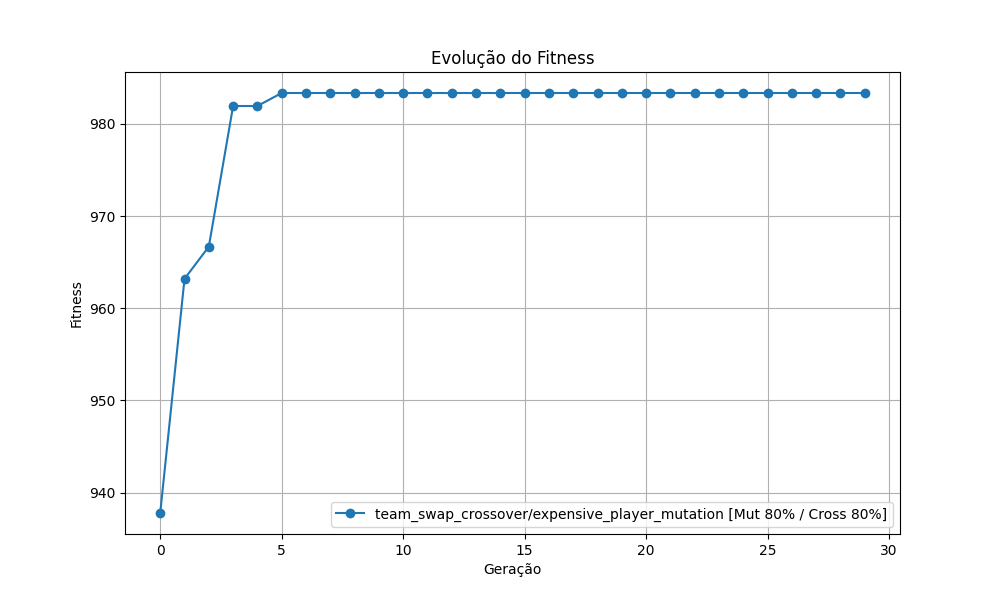 Evolução do Fitness
Fitness
980
970
960
950
940
team_swap_crossover/expensive_player_mutation [Mut 80% / Cross 80%]
0 5 10 15 20 25 30
Geração